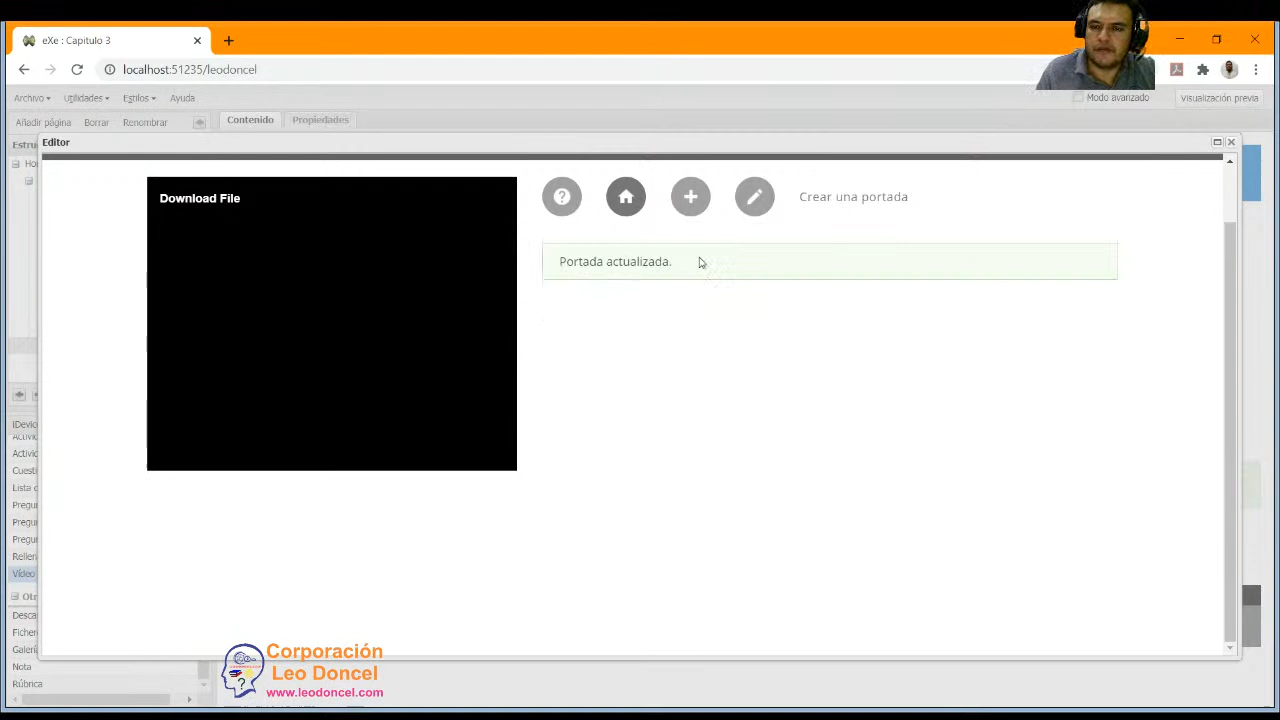 eXe : Capitulo 3
localhost:51235/leodoncel
Archivo Utilidades Estilos Ayuda
Modo avanzado
Visualización previa
Añadir página Borrar Renombrar
Contenido Propiedades
Editor
Download File
Crear una portada
Portada actualizada.
Vídeo
Nota
Rúbrica
Corporación
Leo Doncel
www.leodoncel.com